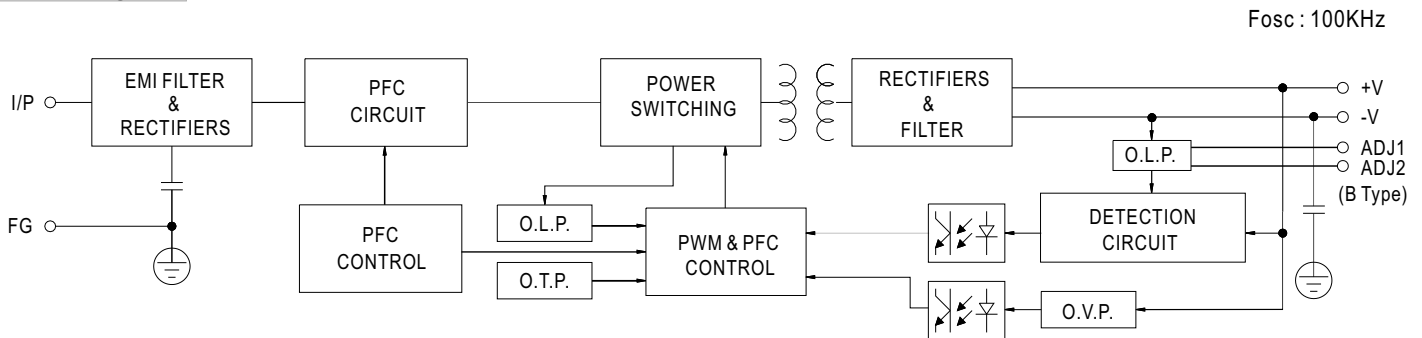 Fosc : 100KHz
I/P
EMI FILTER
&
RECTIFIERS
PFC
CIRCUIT
POWER
SWITCHING
RECTIFIERS
&
FILTER
+V
-V
ADJ1
ADJ2
(B Type)
O.L.P.
FG
PFC
CONTROL
O.L.P.
O.T.P.
PWM & PFC
CONTROL
DETECTION
CIRCUIT
O.V.P.